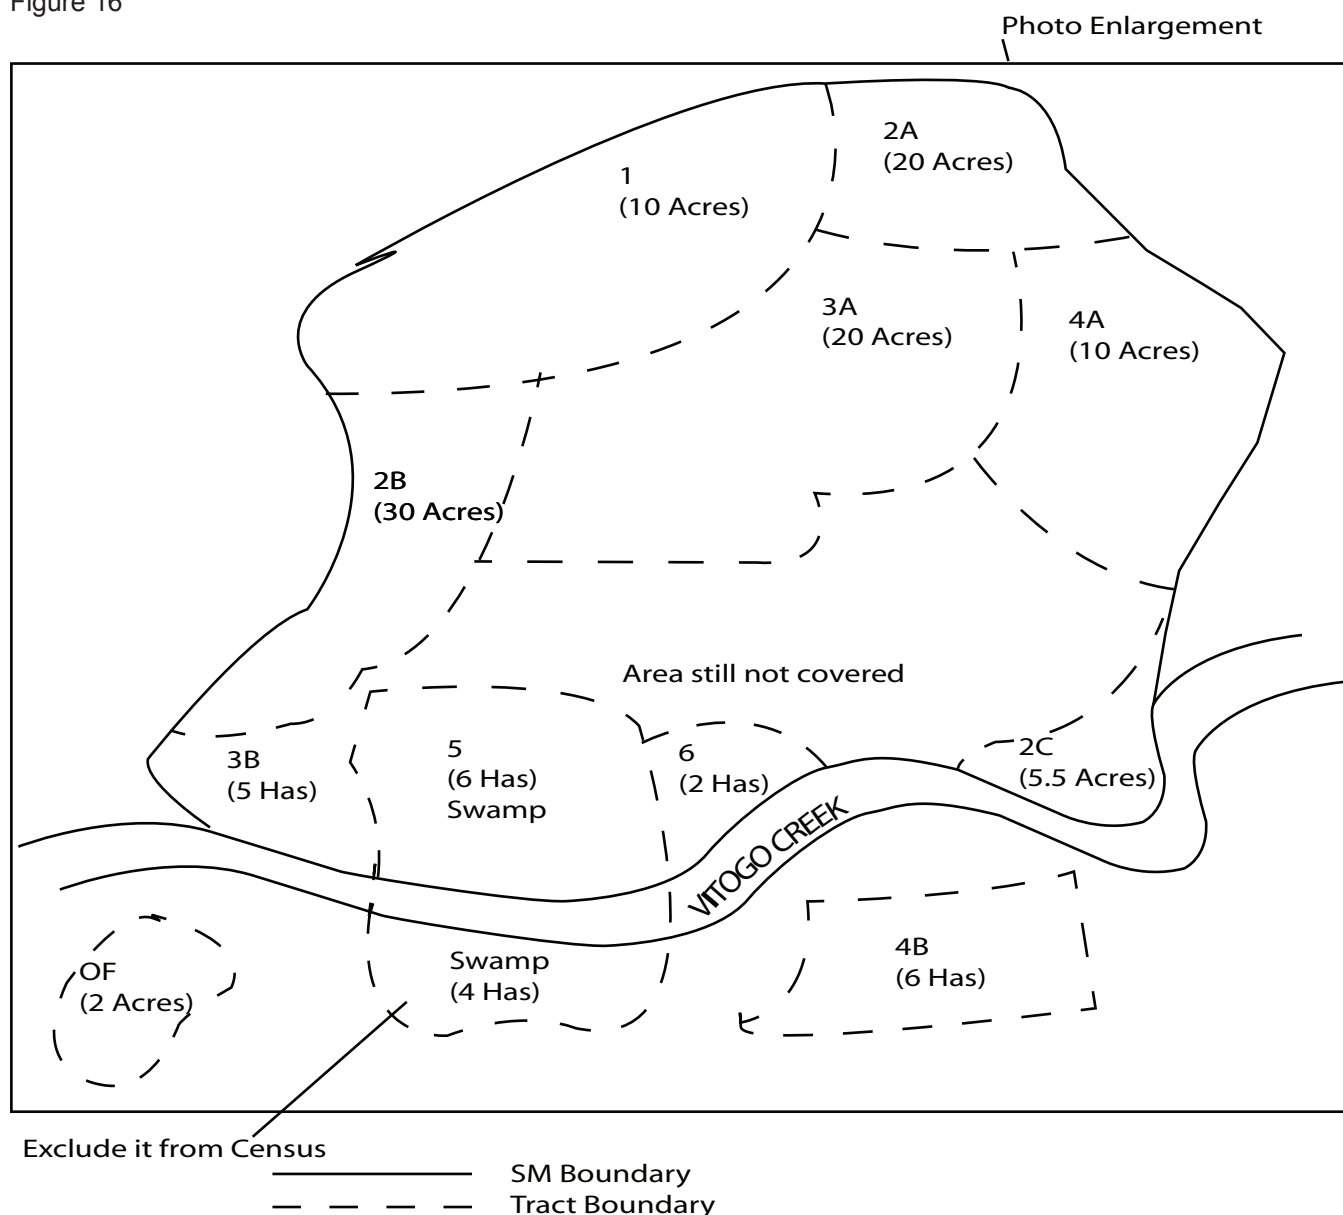 Figure 16
Photo Enlargement
2A
(20 Acres)
1
(10 Acres)
3A
(20 Acres)
4A
(10 Acres)
2B
(30 Acres)
Area still not covered
3B
(5 Has)
5
(6 Has)
Swamp
6
(2 Has)
2C
(5.5 Acres)
VITOGO CREEK
OF
(2 Acres)
Swamp
(4 Has)
4B
(6 Has)
Exclude it from Census
SM Boundary
Tract Boundary